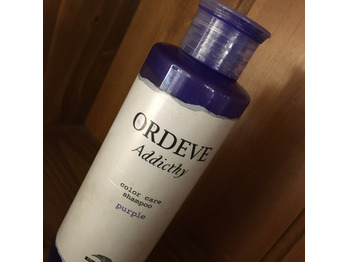 ORDEVE
Addicthy
color care
shampoo
purple